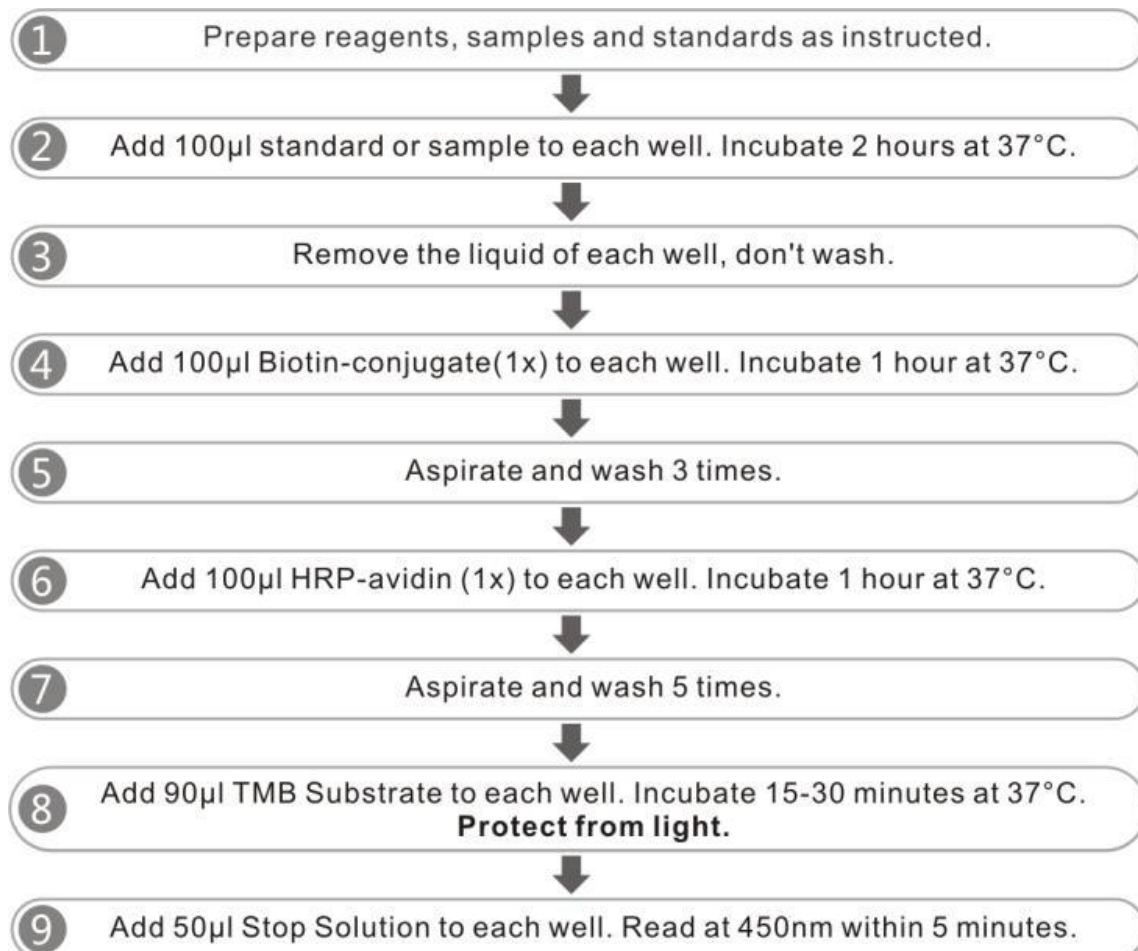 1 Prepare reagents, samples and standards as instructed.
2 Add 100µl standard or sample to each well. Incubate 2 hours at 37°C.
3 Remove the liquid of each well, don't wash.
4 Add 100µl Biotin-conjugate(1x) to each well. Incubate 1 hour at 37°C.
5 Aspirate and wash 3 times.
6 Add 100µl HRP-avidin (1x) to each well. Incubate 1 hour at 37°C.
7 Aspirate and wash 5 times.
8 Add 90µl TMB Substrate to each well. Incubate 15-30 minutes at 37°C.
Protect from light.
9 Add 50µl Stop Solution to each well. Read at 450nm within 5 minutes.